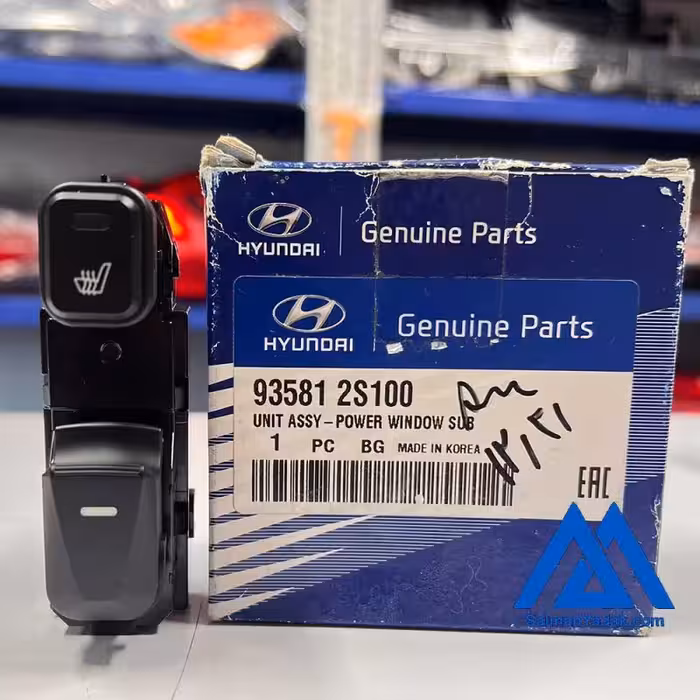 HYUNDAI
Genuine Parts
HYUNDAI
Genuine Parts
93581 2S100
UNIT ASSY-POWER WINDOW SUB
1 PC BG MADE IN KOREA
EAC